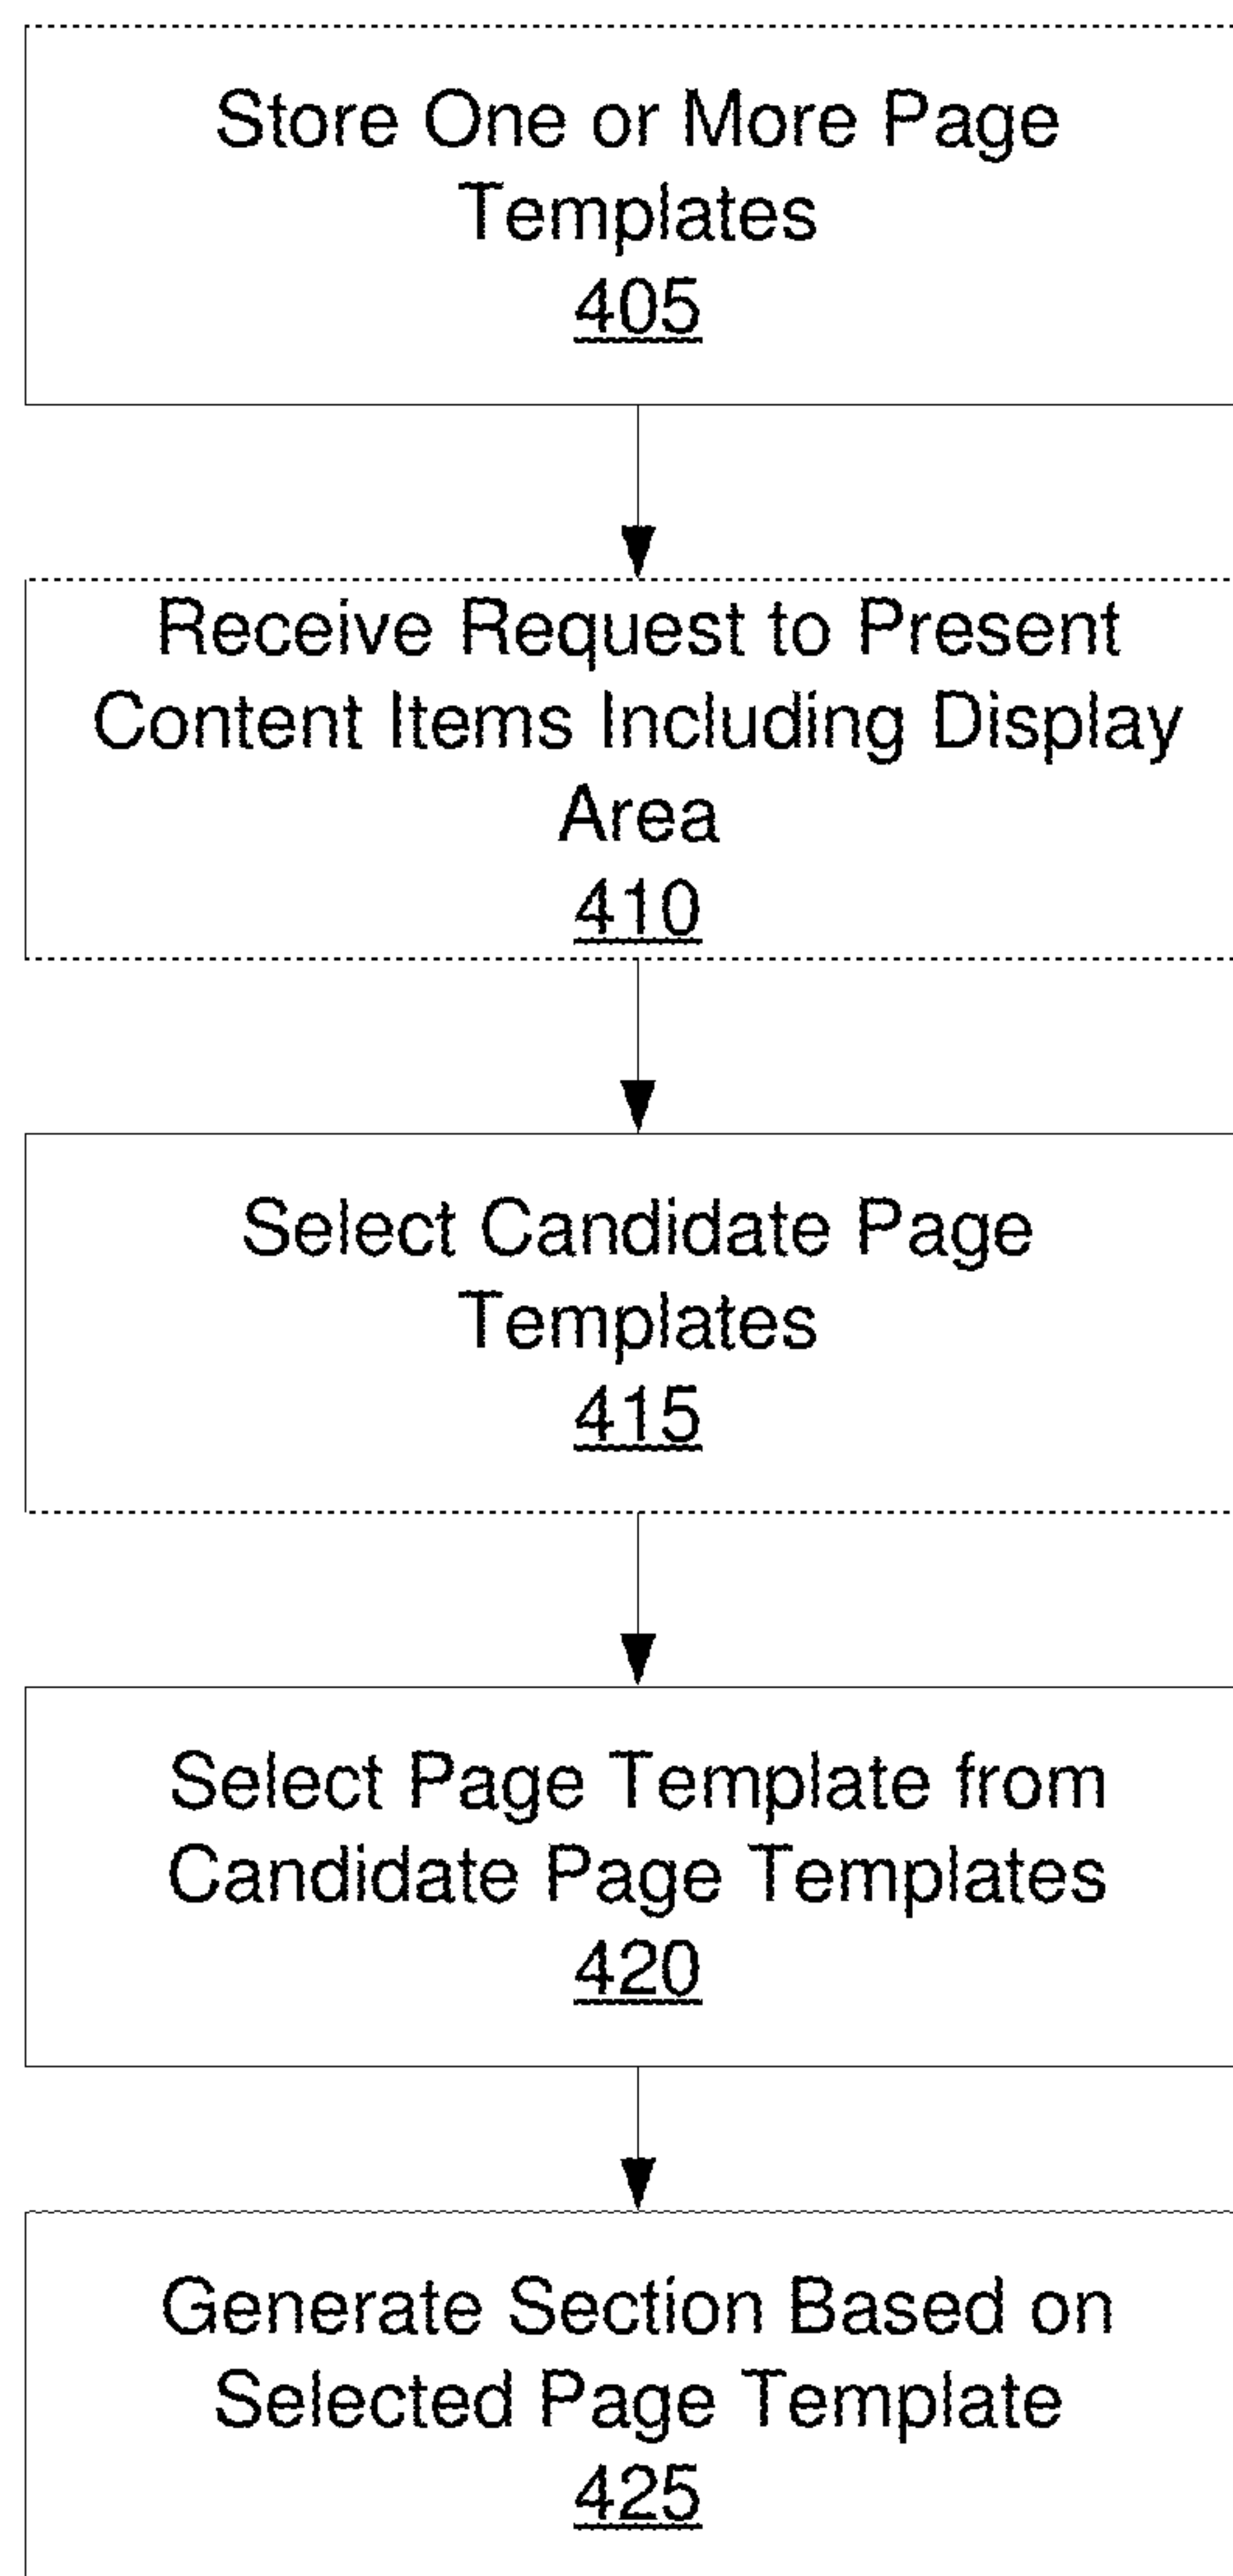 Store One or More Page
Templates
405
Receive Request to Present
Content Items Including Display
Area
410
Select Candidate Page
Templates
415
Select Page Template from
Candidate Page Templates
420
Generate Section Based on
Selected Page Template
425